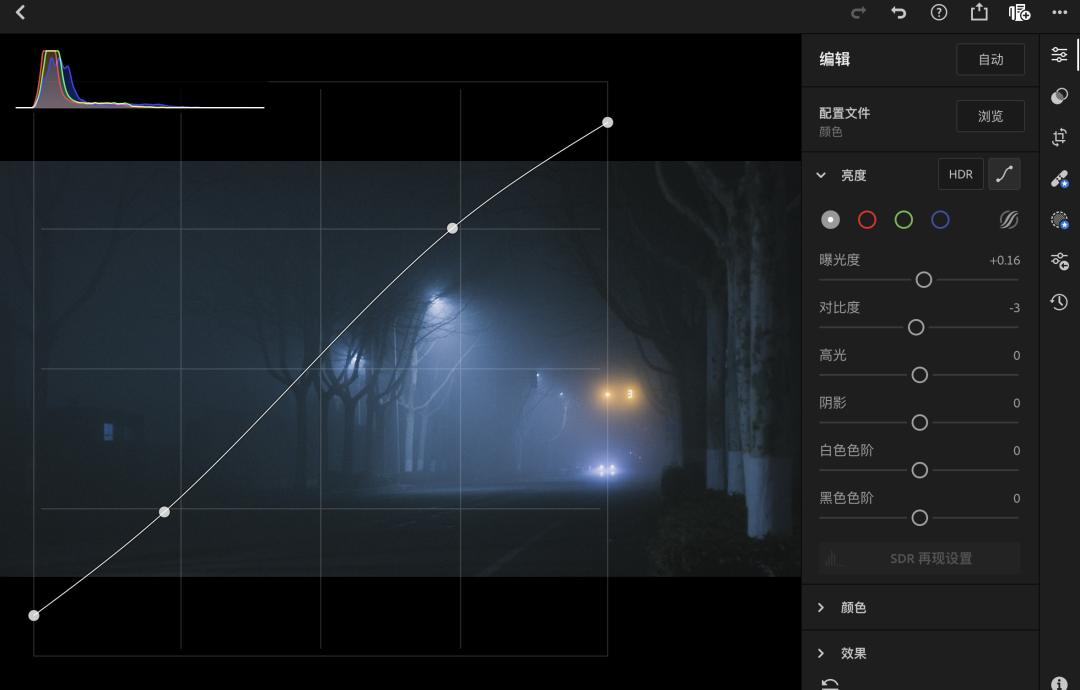 编辑
自动
配置文件
颜色
浏览
亮度
HDR
曝光度 +0.16
对比度 -3
高光 0
阴影 0
白色色阶 0
黑色色阶 0
SDR 再现设置
颜色
效果